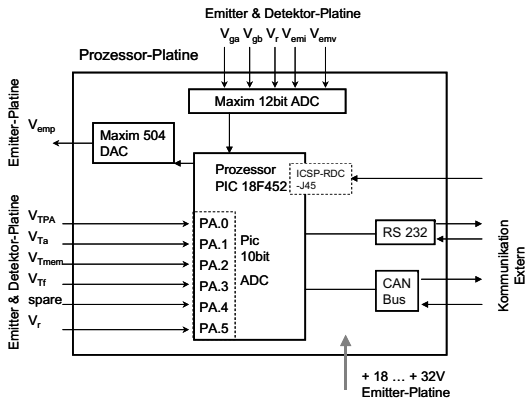 Emitter & Detektor-Platine
Vga Vgb Vr Vemi Vemv
Prozessor-Platine
Maxim 12bit ADC
Emitter-Platine
Vemp
Maxim 504
DAC
Prozessor
PIC 18F452
ICSP-RDC
-J45
Emitter & Detektor-Platine
VTPA
VTa
VTmem
VTf
spare
Vr
PA.0
PA.1
PA.2
PA.3
PA.4
PA.5
Pic
10bit
ADC
RS 232
CAN
Bus
Kommunikation
Extern
+ 18 ... + 32V
Emitter-Platine